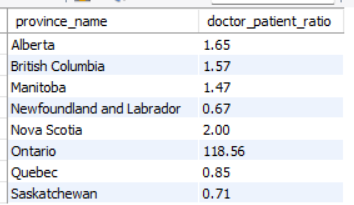 province_name doctor_patient_ratio
Alberta 1.65
British Columbia 1.57
Manitoba 1.47
Newfoundland and Labrador 0.67
Nova Scotia 2.00
Ontario 118.56
Quebec 0.85
Saskatchewan 0.71